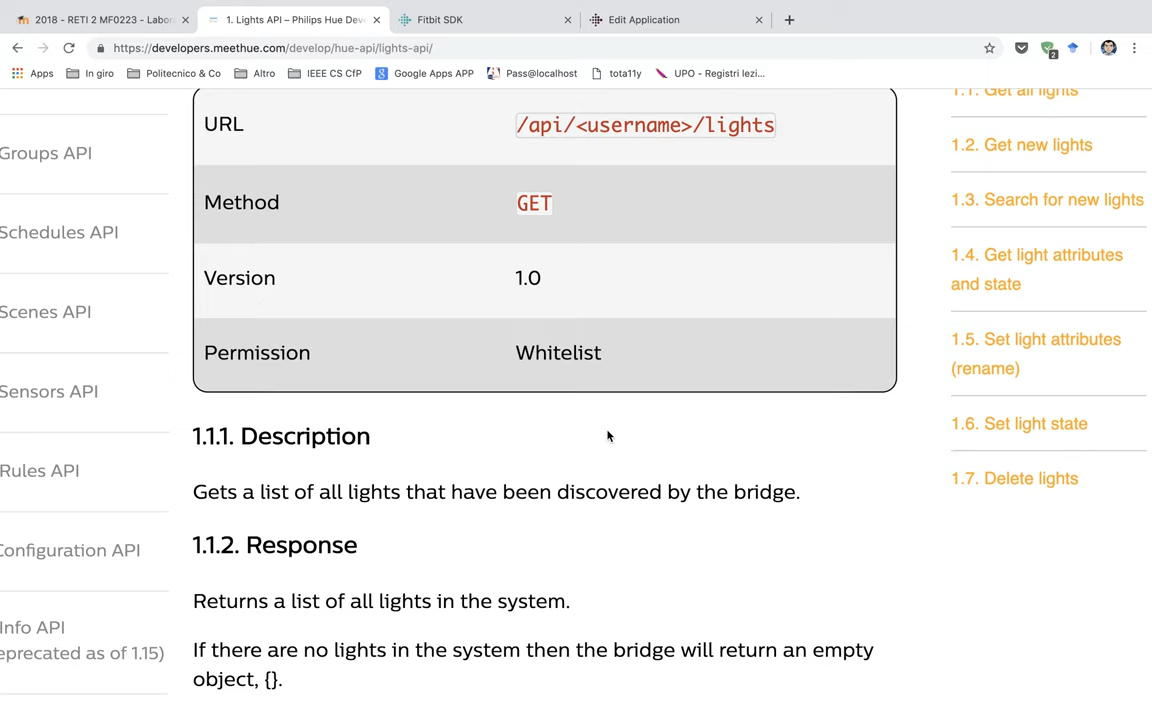 2018 - RETI 2 MF0223 - Labor
1. Lights API – Philips Hue Dev
Fitbit SDK
Edit Application
https://developers.meethue.com/develop/hue-api/lights-api/
2
Apps
In giro
Politecnico & Co
Altro
IEEE CS CfP
Google Apps APP
Pass@localhost
tota11y
UPO - Registri lezi...
Groups API
Schedules API
Scenes API
Sensors API
Rules API
Configuration API
Info API
eprecated as of 1.15)
URL
/api/<username>/lights
Method
GET
Version
1.0
Permission
Whitelist
1.1.1. Description
Gets a list of all lights that have been discovered by the bridge.
1.1.2. Response
Returns a list of all lights in the system.
If there are no lights in the system then the bridge will return an empty
object, {}.
1.1. Get all lights
1.2. Get new lights
1.3. Search for new lights
1.4. Get light attributes
and state
1.5. Set light attributes
(rename)
1.6. Set light state
1.7. Delete lights